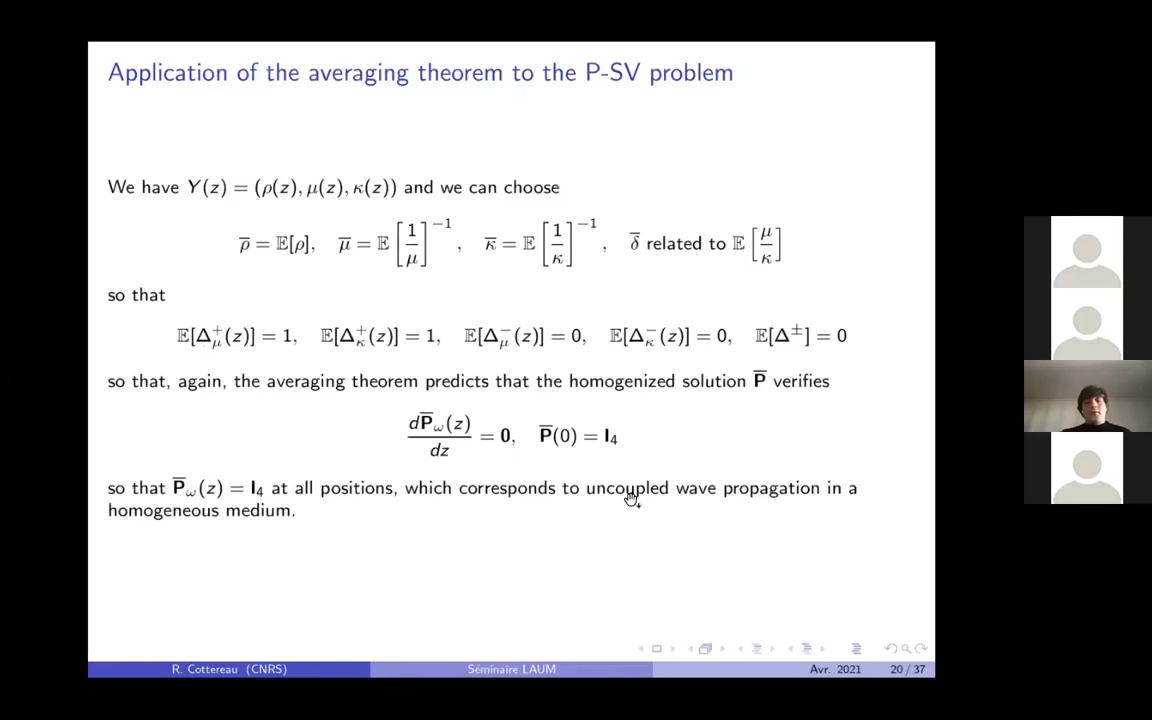 Application of the averaging theorem to the P-SV problem
We have Y(z) = (ρ(z), μ(z), κ(z)) and we can choose
ρ̅ = 𝔼[ρ], μ̅ = 𝔼[1/μ]⁻¹, κ̅ = 𝔼[1/κ]⁻¹, δ̅ related to 𝔼[μ/κ]
so that
𝔼[Δ_μ^+(z)] = 1, 𝔼[Δ_κ^+(z)] = 1, 𝔼[Δ_μ^−(z)] = 0, 𝔼[Δ_κ^−(z)] = 0, 𝔼[Δ^±] = 0
so that, again, the averaging theorem predicts that the homogenized solution P̅ verifies
dP̅_ω(z)/dz = 0, P̅(0) = I₄
so that P̅_ω(z) = I₄ at all positions, which corresponds to uncoupled wave propagation in a
homogeneous medium.
R. Cottereau (CNRS) Séminaire LAUM Avr. 2021 20 / 37